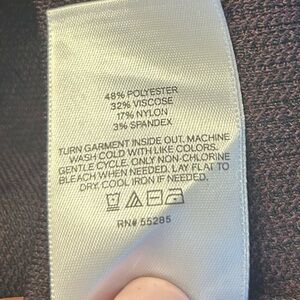 48% POLYESTER
32% VISCOSE
17% NYLON
3% SPANDEX
TURN GARMENT INSIDE OUT. MACHINE
WASH COLD WITH LIKE COLORS.
GENTLE CYCLE. ONLY NON-CHLORINE
BLEACH WHEN NEEDED. LAY FLAT TO
DRY. COOL IRON IF NEEDED.
RN# 55285